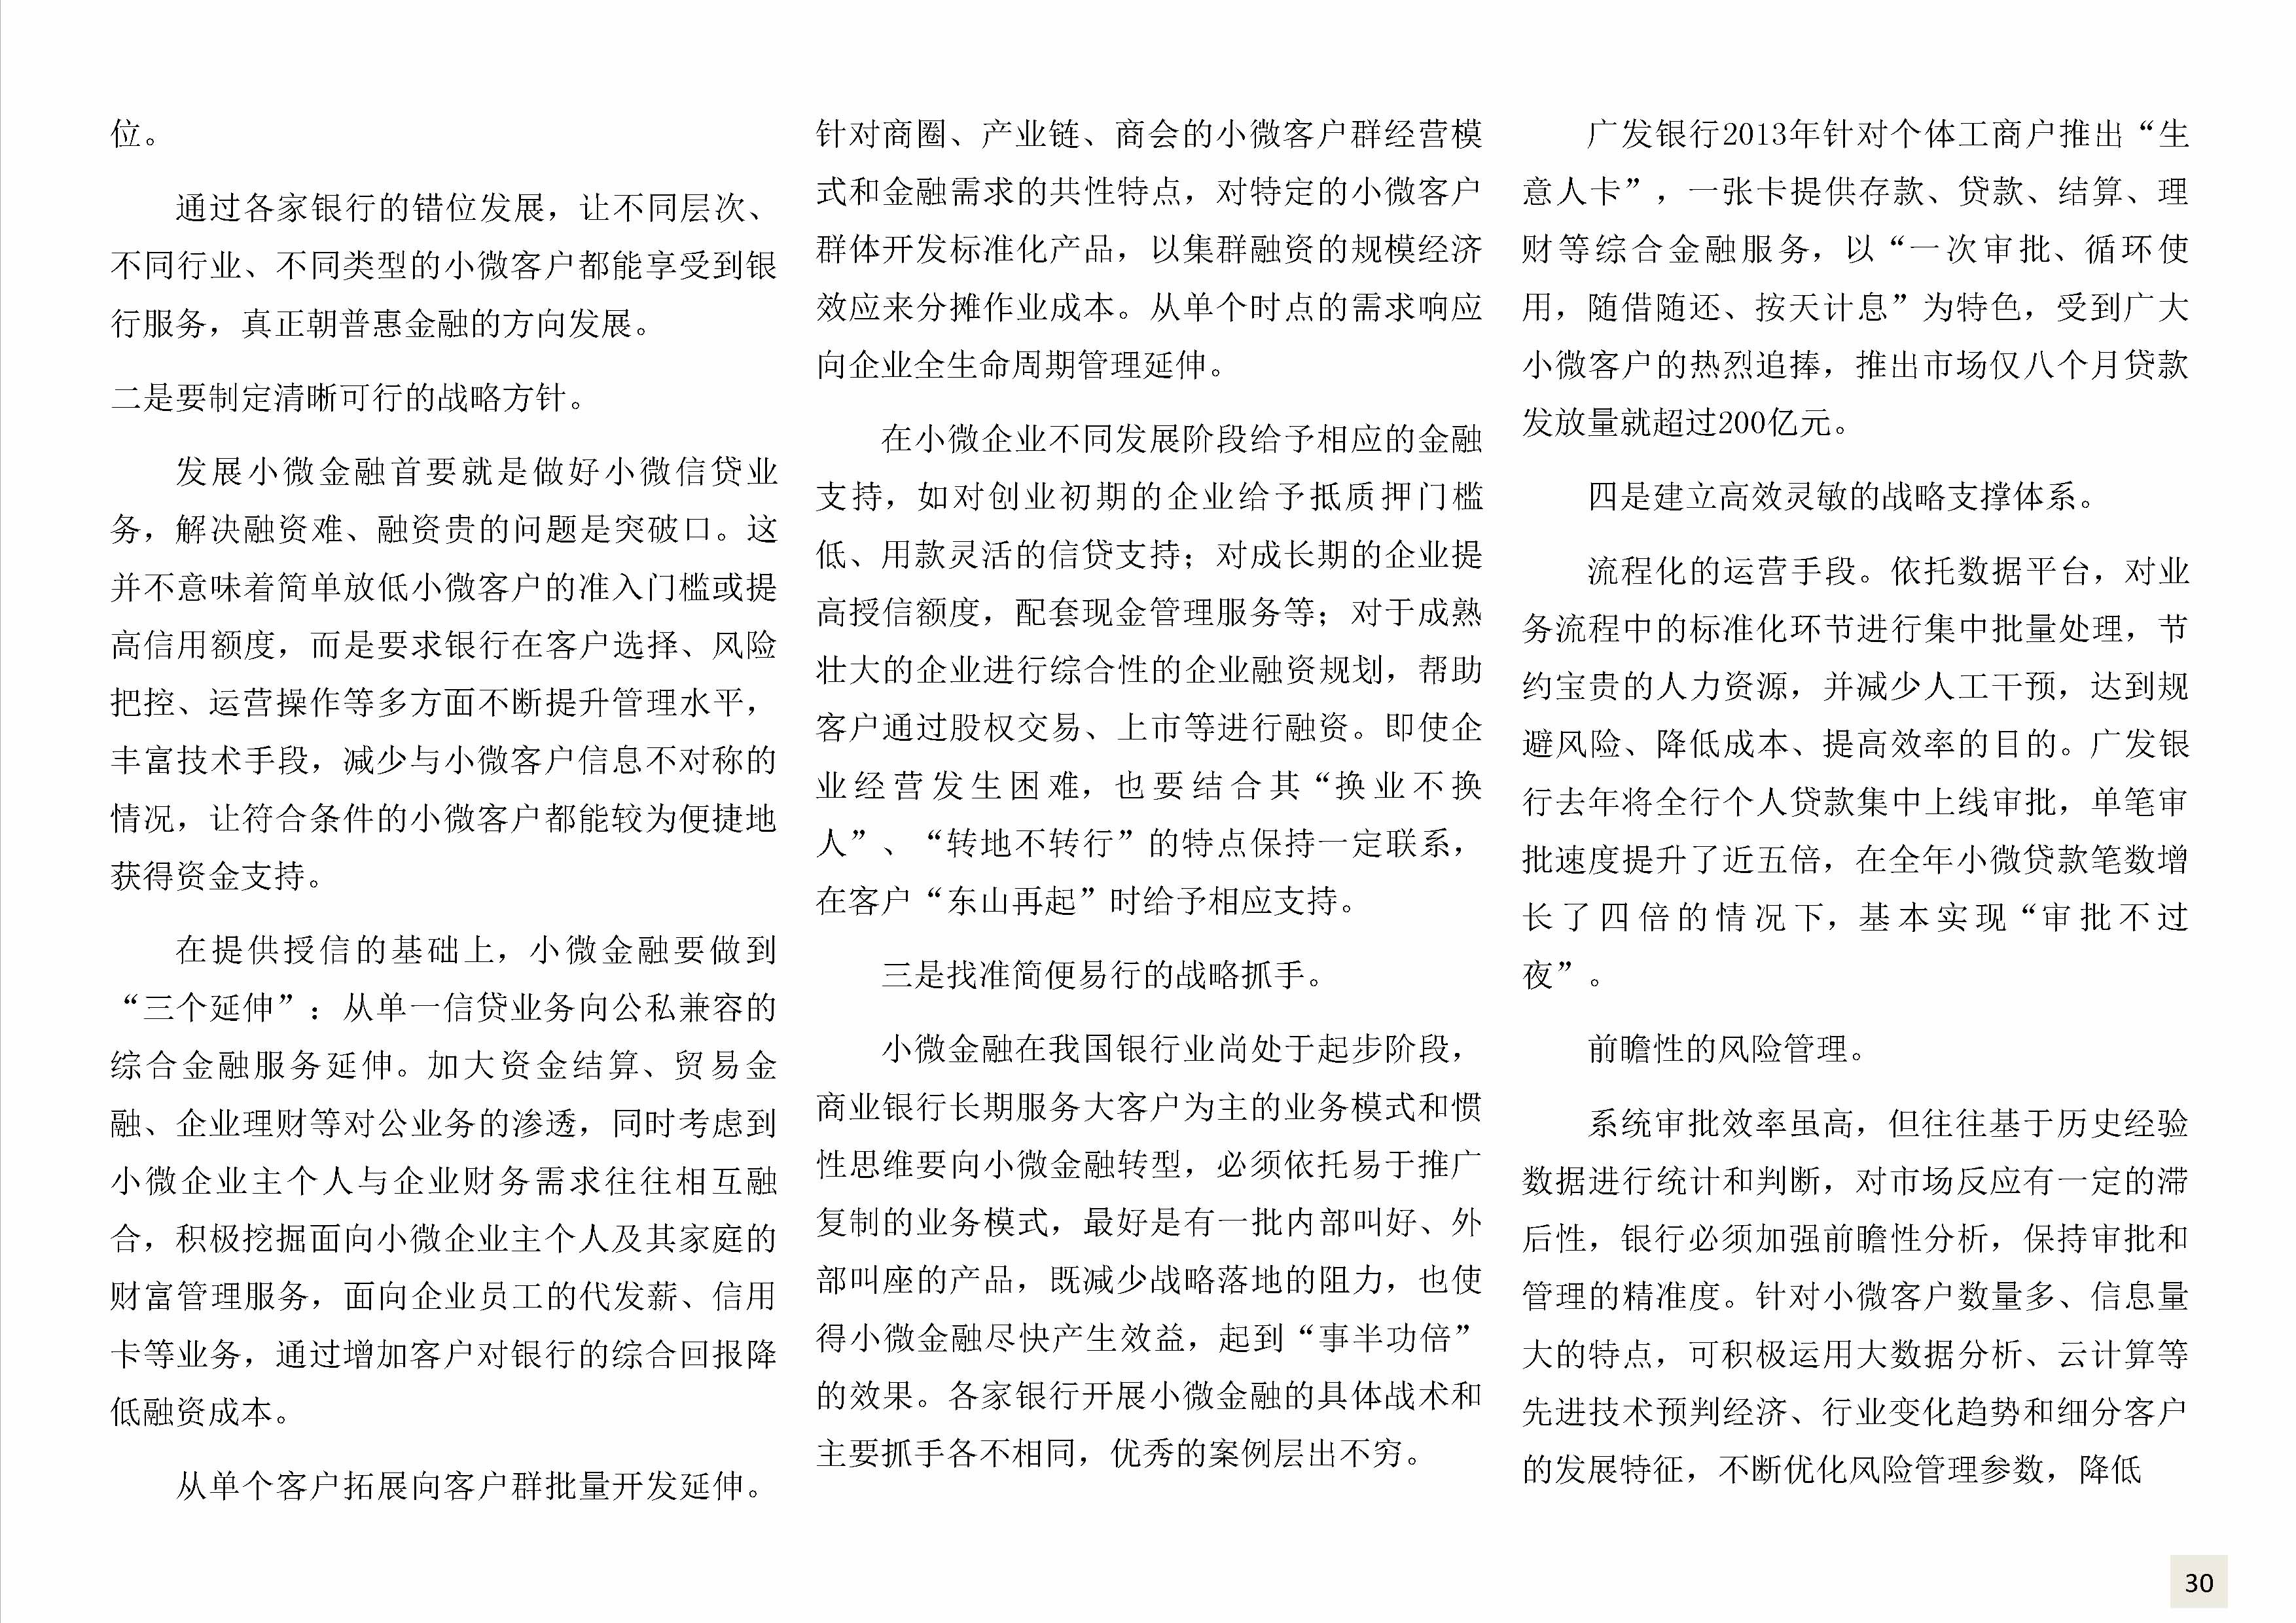 位。
通过各家银行的错位发展，让不同层次、
不同行业、不同类型的小微客户都能享受到银
行服务，真正朝普惠金融的方向发展。
二是要制定清晰可行的战略方针。
发展小微金融首要就是做好小微信贷业
务，解决融资难、融资贵的问题是突破口。这
并不意味着简单放低小微客户的准入门槛或提
高信用额度，而是要求银行在客户选择、风险
把控、运营操作等多方面不断提升管理水平，
丰富技术手段，减少与小微客户信息不对称的
情况，让符合条件的小微客户都能较为便捷地
获得资金支持。
在提供授信的基础上，小微金融要做到
“三个延伸”：从单一信贷业务向公私兼容的
综合金融服务延伸。加大资金结算、贸易金
融、企业理财等对公业务的渗透，同时考虑到
小微企业主个人与企业财务需求往往相互融
合，积极挖掘面向小微企业主个人及其家庭的
财富管理服务，面向企业员工的代发薪、信用
卡等业务，通过增加客户对银行的综合回报降
低融资成本。
从单个客户拓展向客户群批量开发延伸。
针对商圈、产业链、商会的小微客户群经营模
式和金融需求的共性特点，对特定的小微客户
群体开发标准化产品，以集群融资的规模经济
效应来分摊作业成本。从单个时点的需求响应
向企业全生命周期管理延伸。
在小微企业不同发展阶段给予相应的金融
支持，如对创业初期的企业给予抵质押门槛
低、用款灵活的信贷支持；对成长期的企业提
高授信额度，配套现金管理服务等；对于成熟
壮大的企业进行综合性的企业融资规划，帮助
客户通过股权交易、上市等进行融资。即使企
业经营发生困难，也要结合其“换业不换
人”、“转地不转行”的特点保持一定联系，
在客户“东山再起”时给予相应支持。
三是找准简便易行的战略抓手。
小微金融在我国银行业尚处于起步阶段，
商业银行长期服务大客户为主的业务模式和惯
性思维要向小微金融转型，必须依托易于推广
复制的业务模式，最好是有一批内部叫好、外
部叫座的产品，既减少战略落地的阻力，也使
得小微金融尽快产生效益，起到“事半功倍”
的效果。各家银行开展小微金融的具体战术和
主要抓手各不相同，优秀的案例层出不穷。
广发银行2013年针对个体工商户推出“生
意人卡”，一张卡提供存款、贷款、结算、理
财等综合金融服务，以“一次审批、循环使
用，随借随还、按天计息”为特色，受到广大
小微客户的热烈追捧，推出市场仅八个月贷款
发放量就超过200亿元。
四是建立高效灵敏的战略支撑体系。
流程化的运营手段。依托数据平台，对业
务流程中的标准化环节进行集中批量处理，节
约宝贵的人力资源，并减少人工干预，达到规
避风险、降低成本、提高效率的目的。广发银
行去年将全行个人贷款集中上线审批，单笔审
批速度提升了近五倍，在全年小微贷款笔数增
长了四倍的情况下，基本实现“审批不过
夜”。
前瞻性的风险管理。
系统审批效率虽高，但往往基于历史经验
数据进行统计和判断，对市场反应有一定的滞
后性，银行必须加强前瞻性分析，保持审批和
管理的精准度。针对小微客户数量多、信息量
大的特点，可积极运用大数据分析、云计算等
先进技术预判经济、行业变化趋势和细分客户
的发展特征，不断优化风险管理参数，降低
30